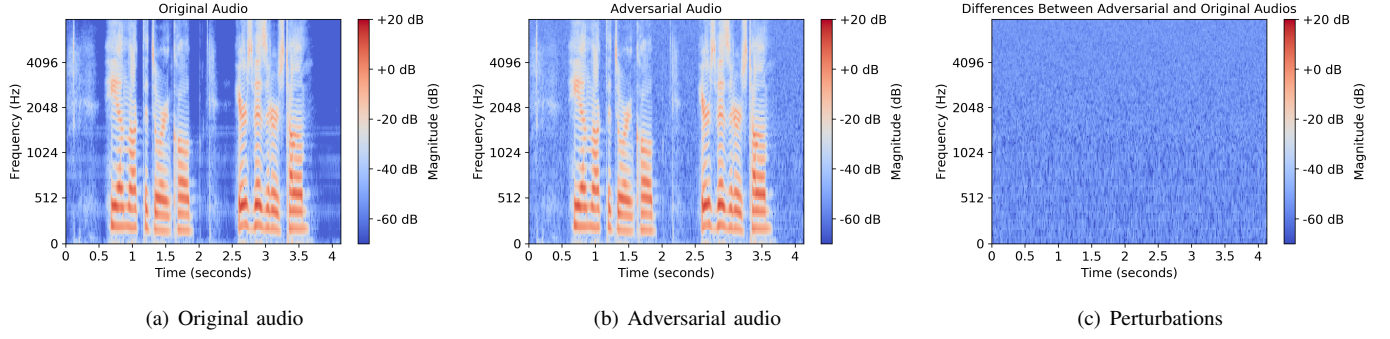 Original Audio
4096
2048
1024
512
0
Frequency (Hz)
0 0.5 1 1.5 2 2.5 3 3.5 4
Time (seconds)
+20 dB
+0 dB
-20 dB
-40 dB
-60 dB
Magnitude (dB)
(a) Original audio
Adversarial Audio
4096
2048
1024
512
0
Frequency (Hz)
0 0.5 1 1.5 2 2.5 3 3.5 4
Time (seconds)
+20 dB
+0 dB
-20 dB
-40 dB
-60 dB
Magnitude (dB)
(b) Adversarial audio
Differences Between Adversarial and Original Audios
4096
2048
1024
512
0
Frequency (Hz)
0 0.5 1 1.5 2 2.5 3 3.5 4
Time (seconds)
+20 dB
+0 dB
-20 dB
-40 dB
-60 dB
Magnitude (dB)
(c) Perturbations